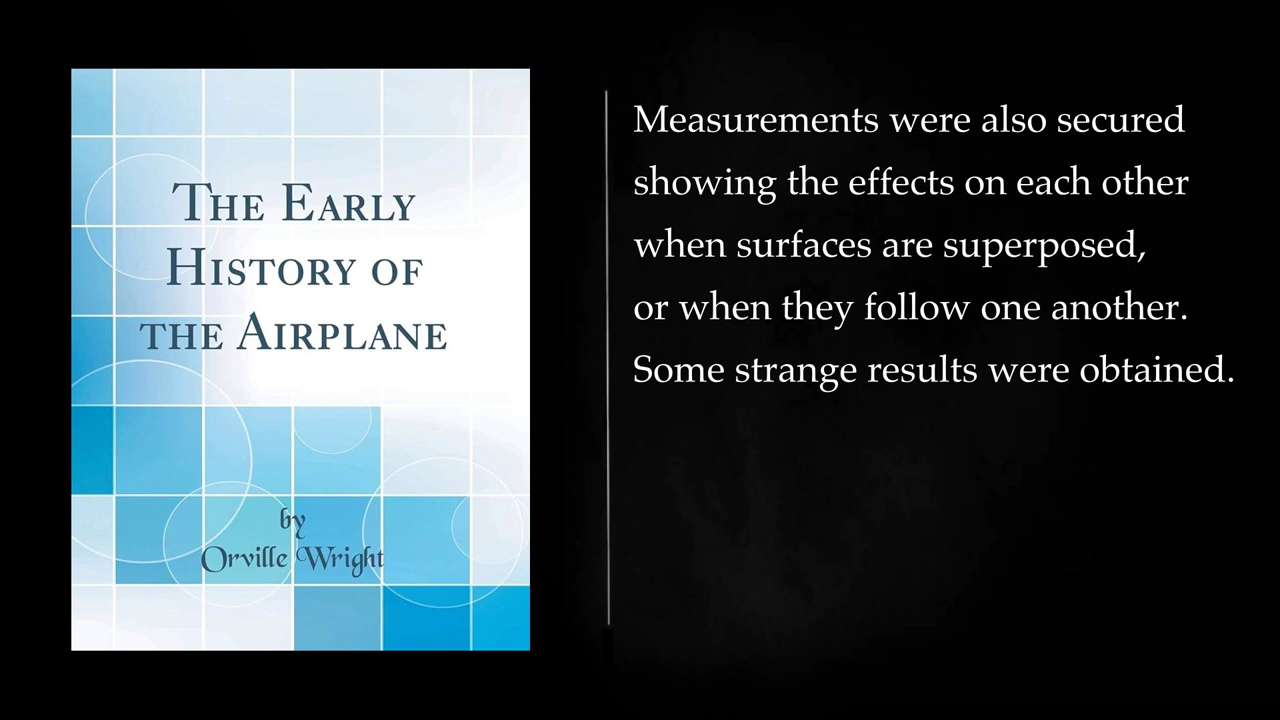 The Early
History of
the Airplane
by
Orville Wright
Measurements were also secured
showing the effects on each other
when surfaces are superposed,
or when they follow one another.
Some strange results were obtained.